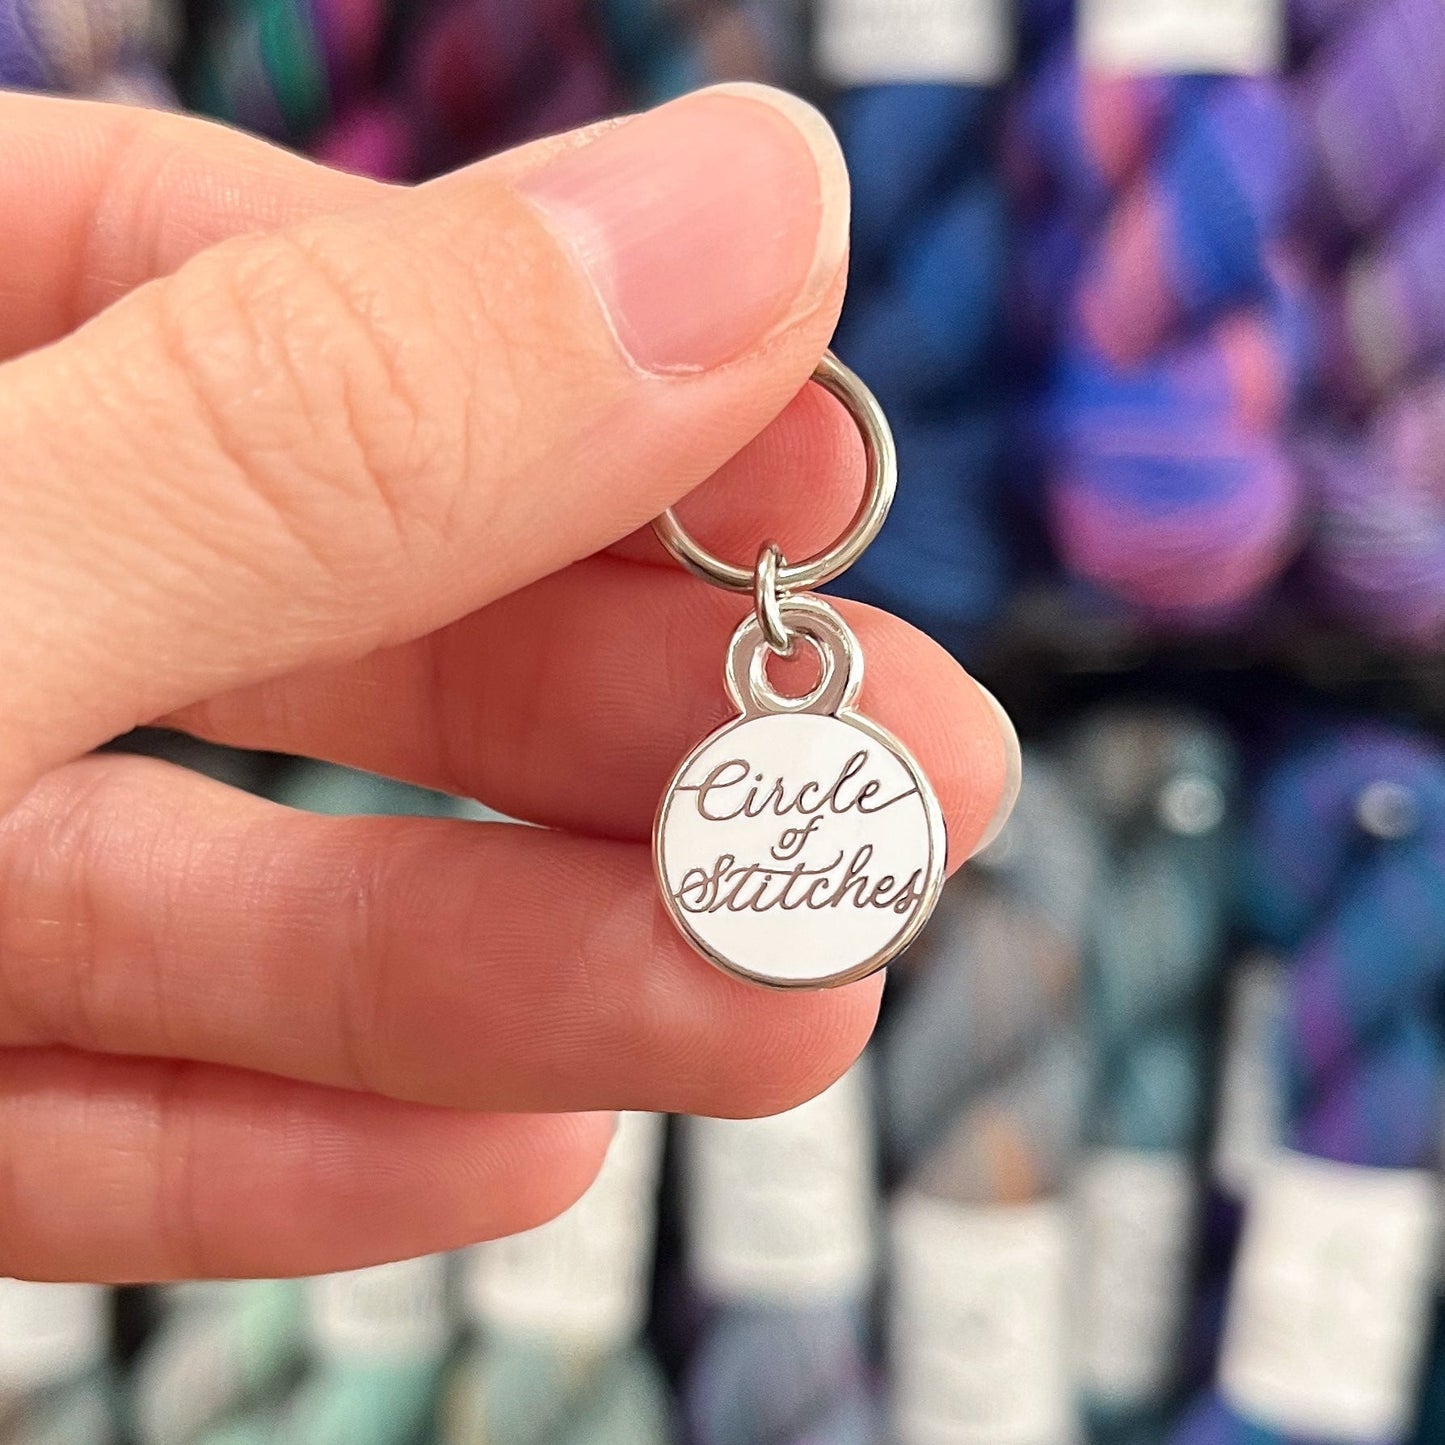 Circle
of
Stitches